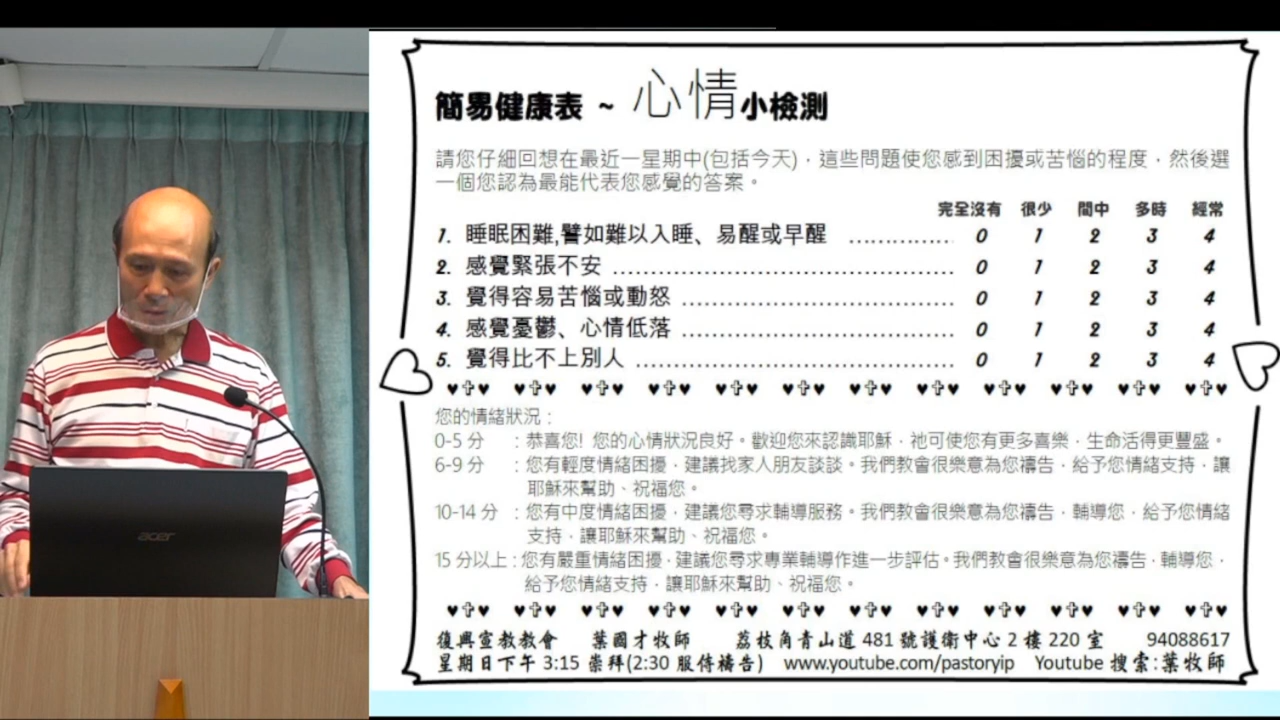 簡易健康表 ~ 心情小檢測
請您仔細回想在最近一星期中(包括今天)，這些問題使您感到困擾或苦惱的程度，然後選
一個您認為最能代表您感覺的答案。
完全沒有 很少 間中 多時 經常
1. 睡眠困難,譬如難以入睡、易醒或早醒 ............... 0 1 2 3 4
2. 感覺緊張不安 ................................................ 0 1 2 3 4
3. 覺得容易苦惱或動怒 ...................................... 0 1 2 3 4
4. 感覺憂鬱、心情低落 ...................................... 0 1 2 3 4
5. 覺得比不上別人 ............................................. 0 1 2 3 4
您的情緒狀況：
0-5 分 ：恭喜您! 您的心情狀況良好。歡迎您來認識耶穌，祂可使您有更多喜樂，生命活得更豐盛。
6-9 分 ：您有輕度情緒困擾，建議找家人朋友談談。我們教會很樂意為您禱告，給予您情緒支持，讓
耶穌來幫助、祝福您。
10-14 分 ：您有中度情緒困擾，建議您尋求輔導服務。我們教會很樂意為您禱告，輔導您，給予您情緒
支持，讓耶穌來幫助、祝福您。
15 分以上：您有嚴重情緒困擾，建議您尋求專業輔導作進一步評估。我們教會很樂意為您禱告，輔導您，
給予您情緒支持，讓耶穌來幫助、祝福您。
復興宣教教會 葉國才牧師 荔枝角青山道 481 號護衛中心 2 樓 220 室 94088617
星期日下午 3:15 崇拜(2:30 服侍禱告) www.youtube.com/pastoryip Youtube 搜索:葉牧師
acer